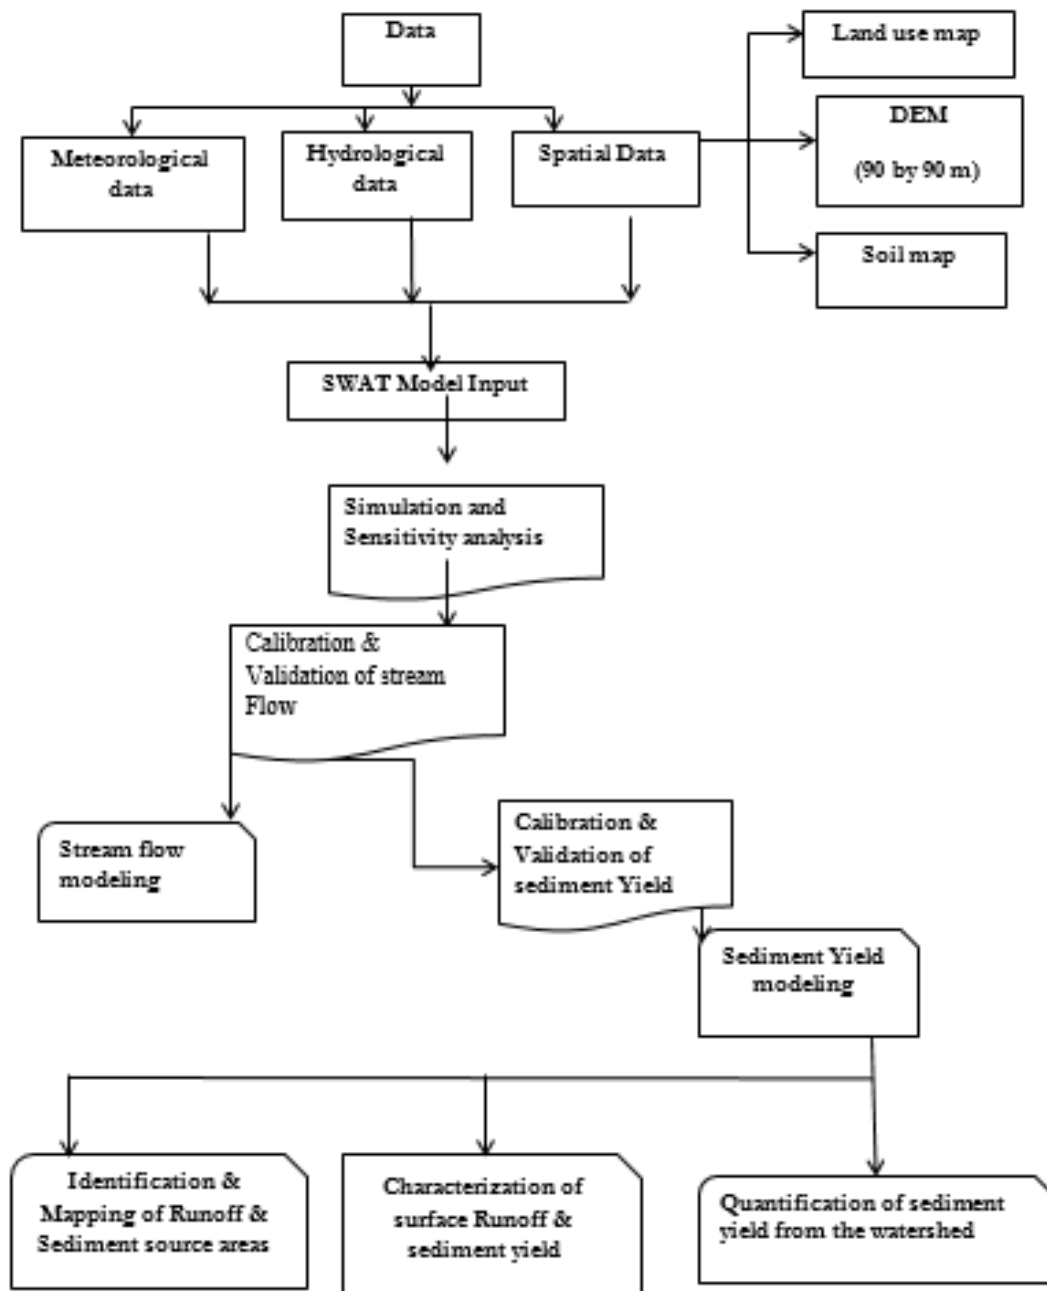 Data
Land use map
DEM
(90 by 90 m)
Meteorological
data
Hydrological
data
Spatial Data
Soil map
SWAT Model Input
Simulation and
Sensitivity analysis
Calibration &
Validation of stream
Flow
Stream flow
modeling
Calibration &
Validation of
sediment Yield
Sediment Yield
modeling
Identification &
Mapping of Runoff &
Sediment source areas
Characterization of
surface Runoff &
sediment yield
Quantification of sediment
yield from the watershed